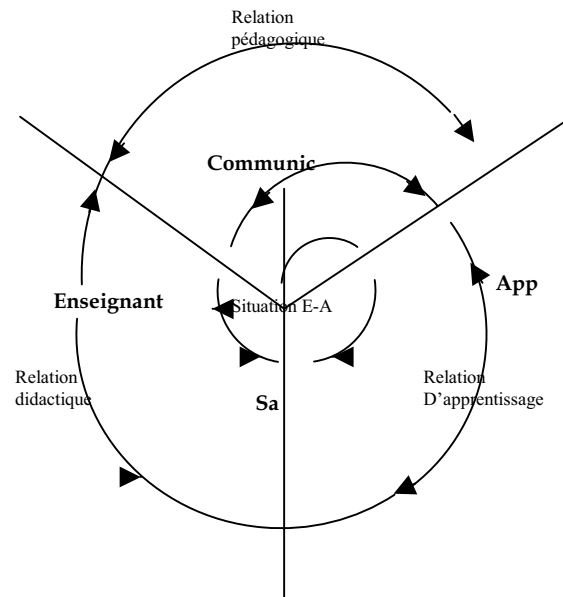 Relation
pédagogique
Communic
App
Enseignant
Situation E-A
Relation
didactique
Relation
D’apprentissage
Sa